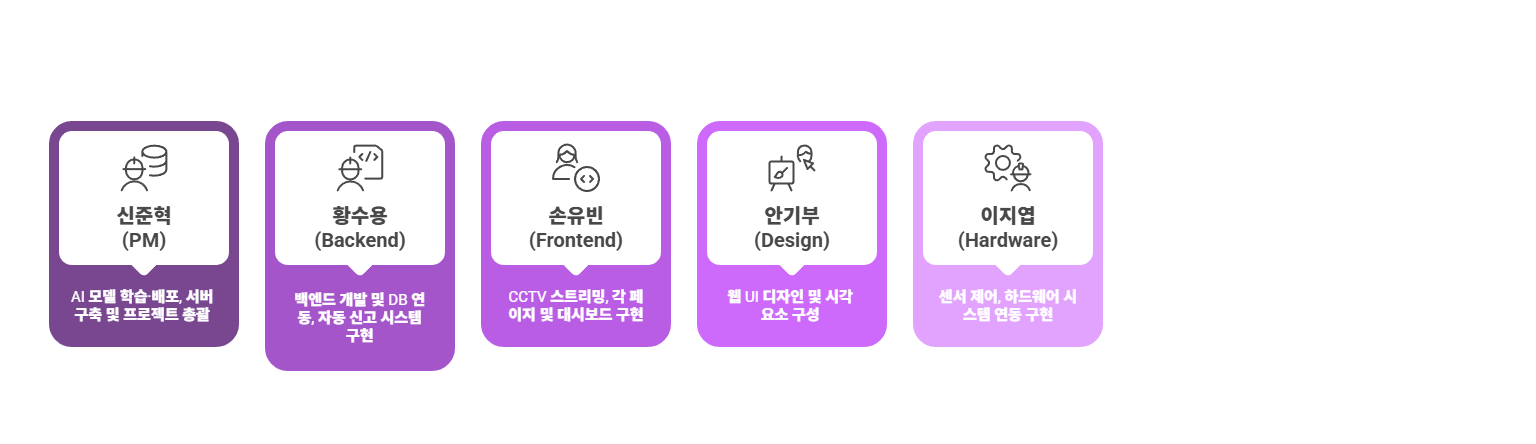 신준혁
(PM)
AI 모델 학습·배포, 서버
구축 및 프로젝트 총괄
황수용
(Backend)
백엔드 개발 및 DB 연
동, 자동 신고 시스템
구현
손유빈
(Frontend)
CCTV 스트리밍, 각 페
이지 및 대시보드 구현
안기부
(Design)
웹 UI 디자인 및 시각
요소 구성
이지엽
(Hardware)
센서 제어, 하드웨어 시
스템 연동 구현